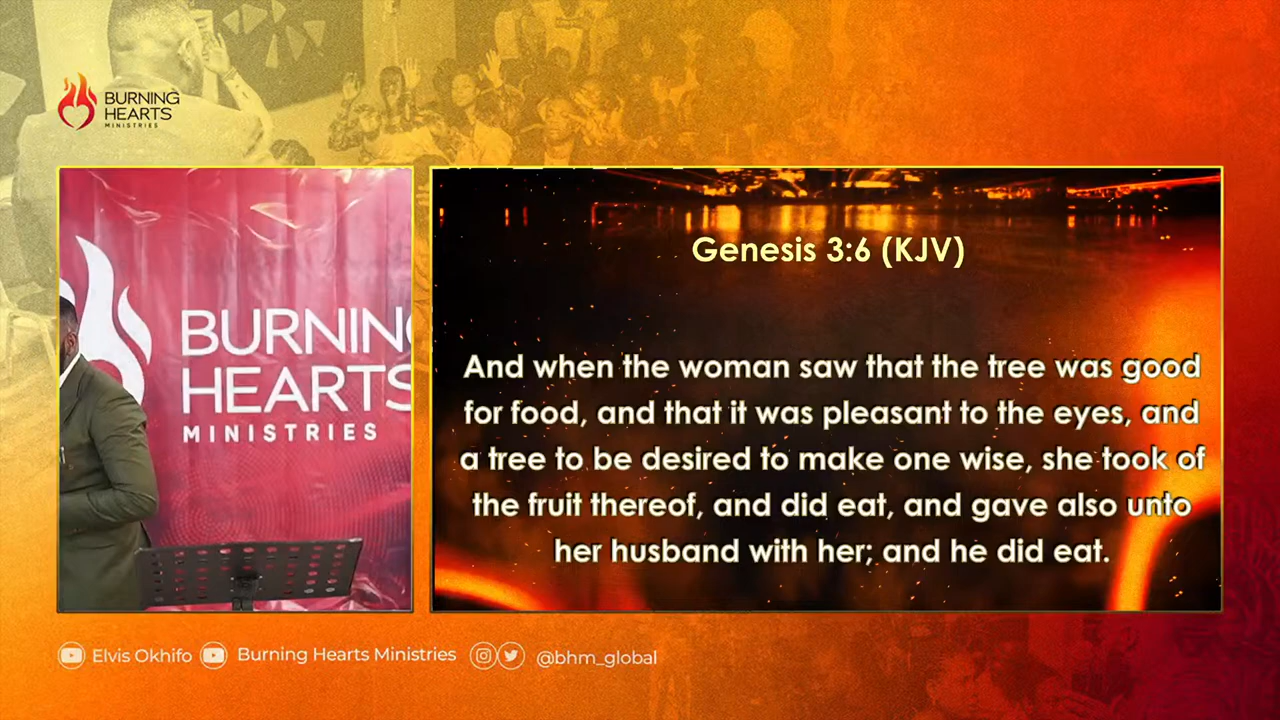 BURNING
HEARTS
MINISTRIES
BURNIN
HEARTS
MINISTRIES
Genesis 3:6 (KJV)
And when the woman saw that the tree was good
for food, and that it was pleasant to the eyes, and
a tree to be desired to make one wise, she took of
the fruit thereof, and did eat, and gave also unto
her husband with her; and he did eat.
Elvis Okhifo Burning Hearts Ministries @bhm_global